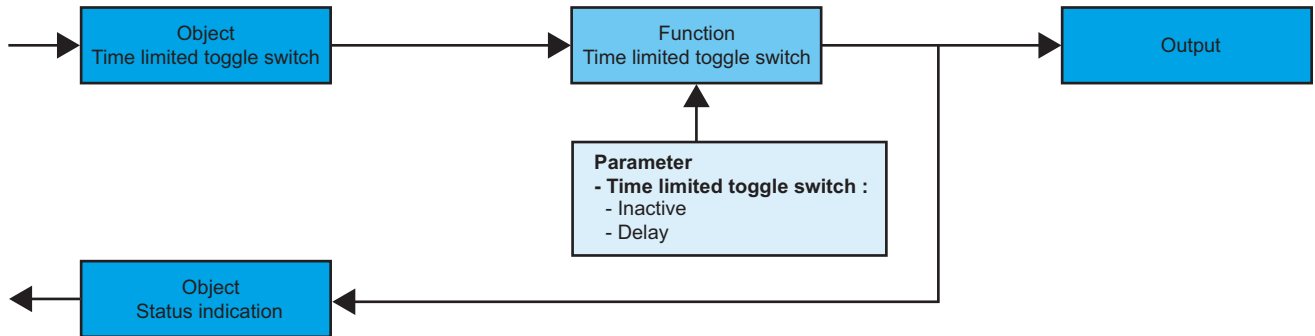 Object
Time limited toggle switch
Function
Time limited toggle switch
Output
Parameter
- Time limited toggle switch :
- Inactive
- Delay
Object
Status indication